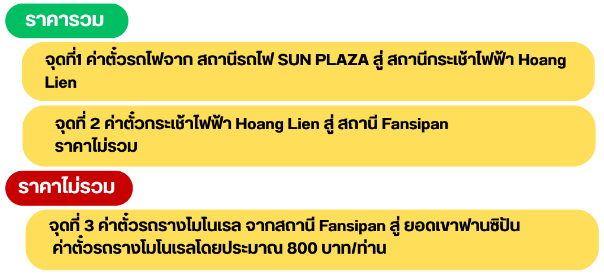 ราคารวม
จุดที่1 ค่าตั๋วรถไฟจาก สถานีรถไฟ SUN PLAZA สู่ สถานีกระเช้าไฟฟ้า Hoang
Lien
จุดที่ 2 ค่าตั๋วกระเช้าไฟฟ้า Hoang Lien สู่ สถานี Fansipan
ราคาไม่รวม
ราคาไม่รวม
จุดที่ 3 ค่าตั๋วรถรางโมโนเรล จากสถานี Fansipan สู่ ยอดเขาฟานซิปัน
ค่าตั๋วรถรางโมโนเรลโดยประมาณ 800 บาท/ท่าน